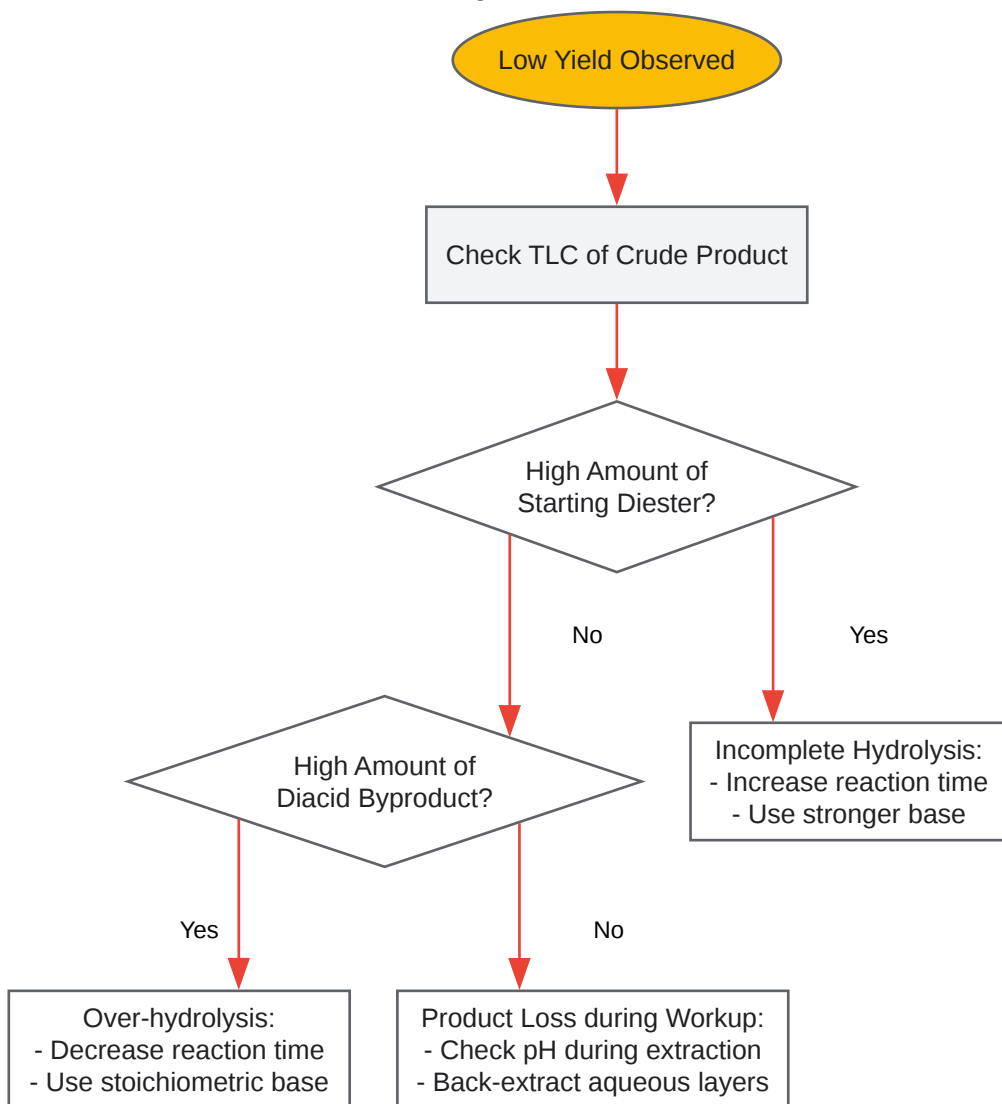 Low Yield Observed
Check TLC of Crude Product
High Amount of
Starting Diester?
No
Yes
High Amount of
Diacid Byproduct?
Incomplete Hydrolysis:
- Increase reaction time
- Use stronger base
Yes
No
Over-hydrolysis:
- Decrease reaction time
- Use stoichiometric base
Product Loss during Workup:
- Check pH during extraction
- Back-extract aqueous layers